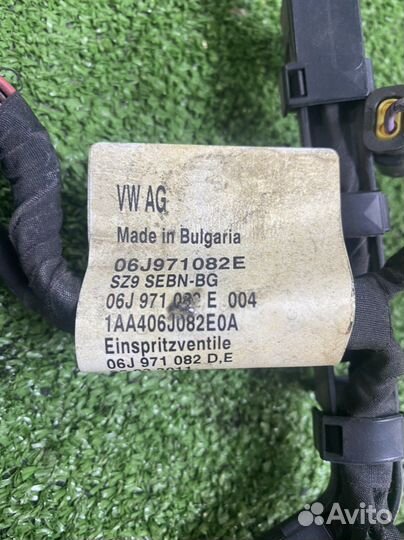 VW AG
Made in Bulgaria
06J971082E
SZ9 SEBN-BG
06J 971 082 E 004
1AA406J082E0A
Einspritzventile
06J 971 082 D,E
Avito